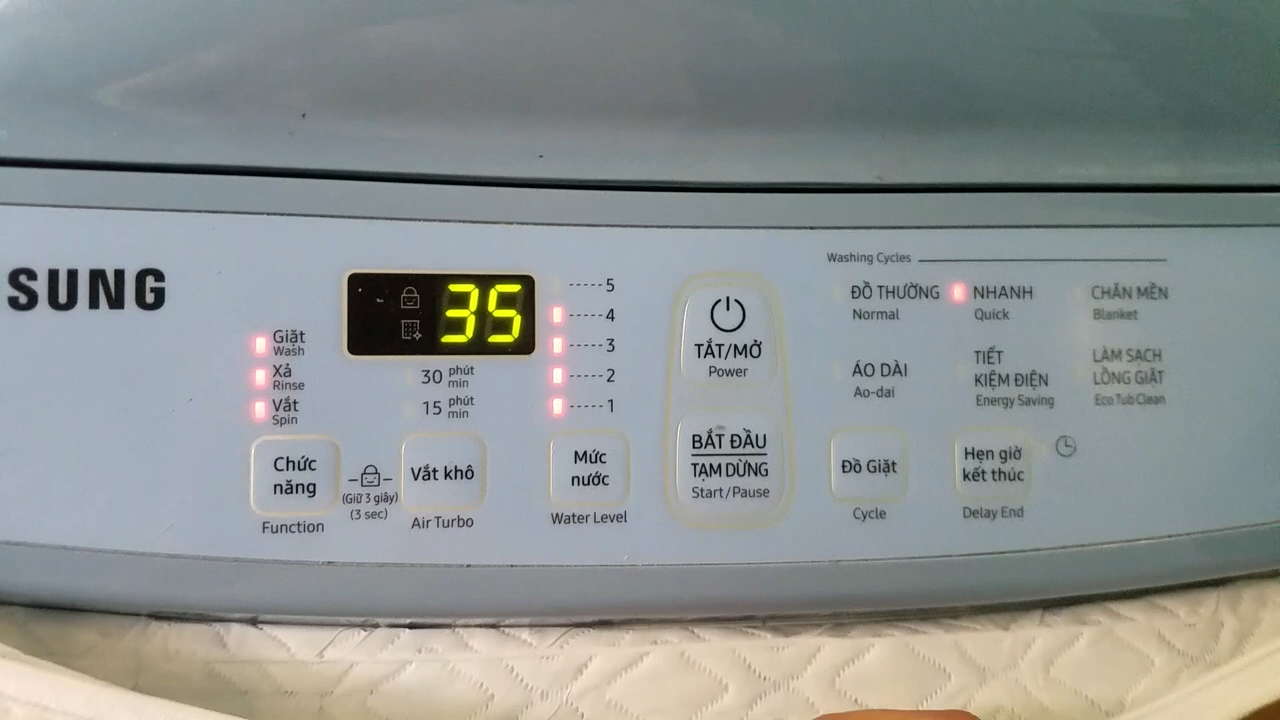 SUNG
Giặt
Wash
Xả
Rinse
Vắt
Spin
35
30 phút
min
15 phút
min
5
4
3
2
1
Chức
năng
Function
(Giữ 3 giây)
(3 sec)
Vắt khô
Air Turbo
Mức
nước
Water Level
TẮT/MỞ
Power
BẮT ĐẦU
TẠM DỪNG
Start/Pause
Washing Cycles
ĐỒ THƯỜNG
Normal
NHANH
Quick
CHĂN MỀN
Blanket
ÁO DÀI
Ao-dai
TIẾT
KIỆM ĐIỆN
Energy Saving
LÀM SẠCH
LỒNG GIẶT
Eco Tub Clean
Đồ Giặt
Cycle
Hẹn giờ
kết thúc
Delay End